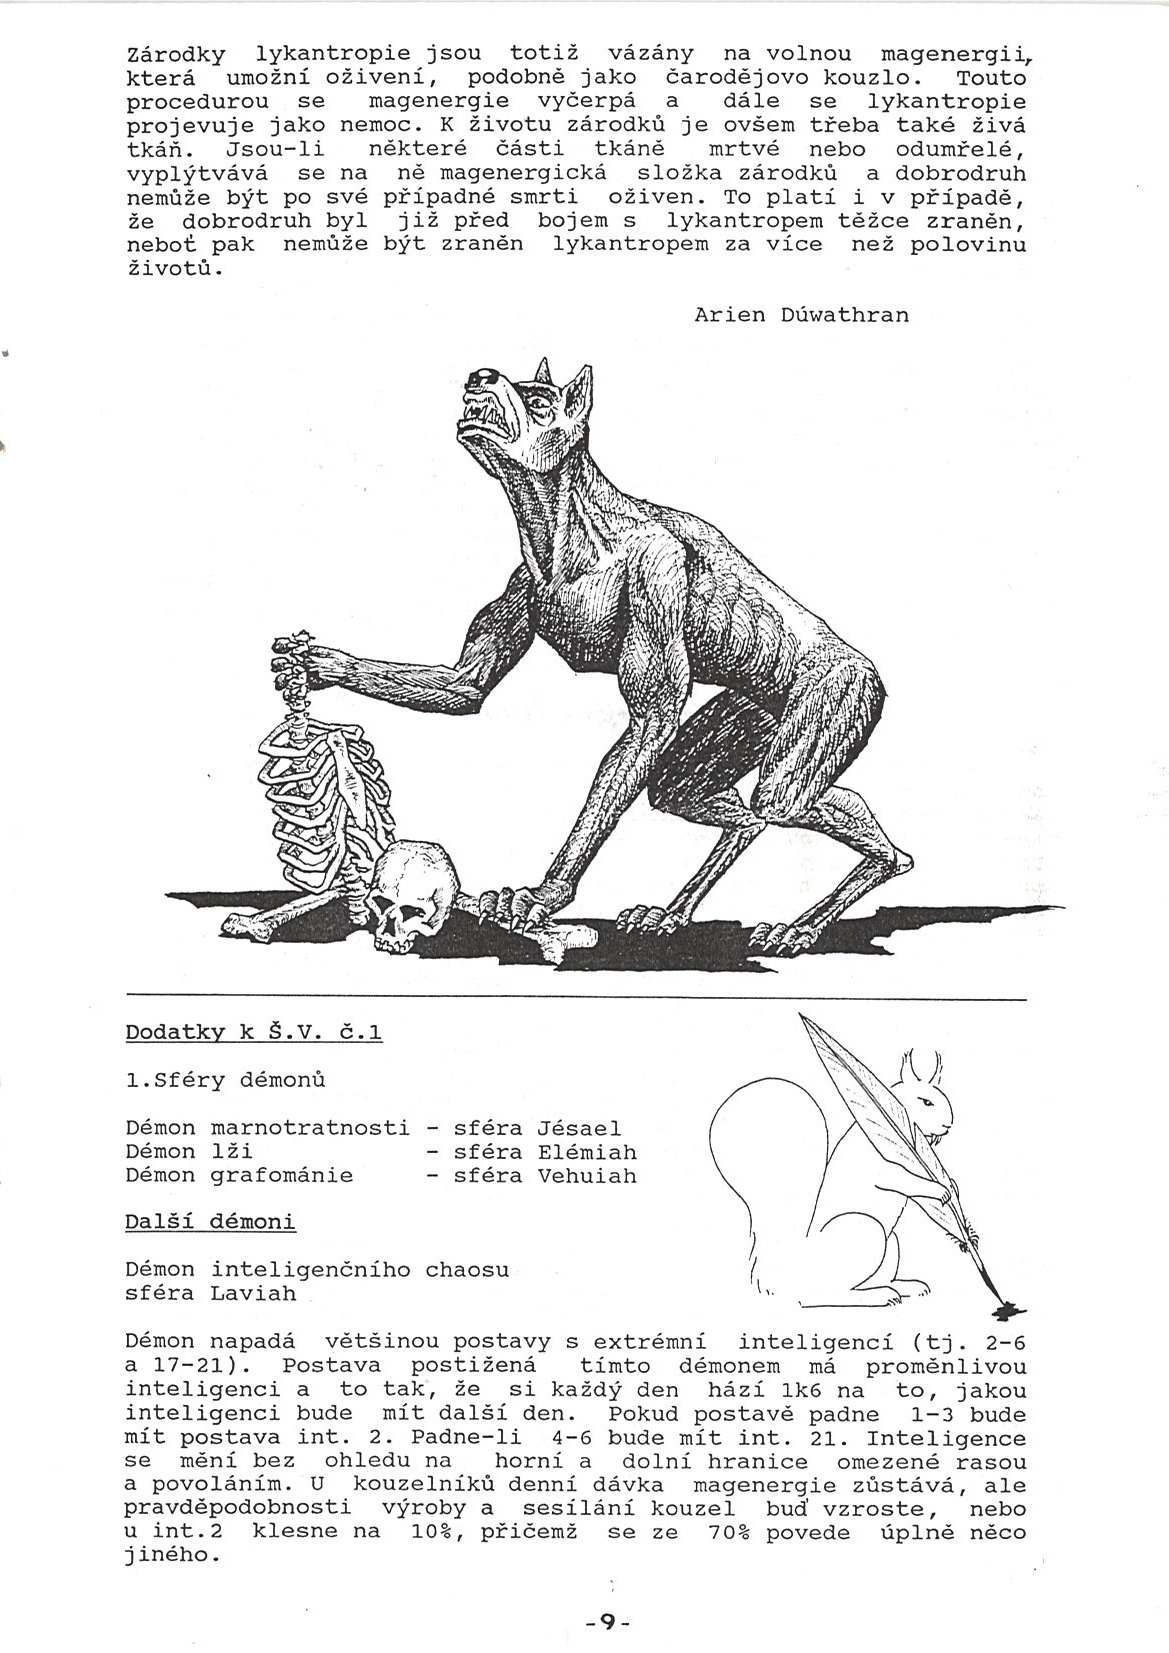 Zárodky lykantropie jsou totiž vázány na volnou magenergii,
která umožní oživení, podobně jako čarodějovo kouzlo. Touto
procedurou se magenergie vyčerpá a dále se lykantropie
projevuje jako nemoc. K životu zárodků je ovšem třeba také živá
tkáň. Jsou-li některé části tkáně mrtvé nebo odumřelé,
vyplýtvává se na ně magenergická složka zárodků a dobrodruh
nemůže být po své případné smrti oživen. To platí i v případě,
že dobrodruh byl již před bojem s lykantropem těžce zraněn,
neboť pak nemůže být zraněn lykantropem za více než polovinu
životů.
Arien Dúwathran
Dodatky k Š.V. č.1
1.Sféry démonů
Démon marnotratnosti - sféra Jésael
Démon lži - sféra Elémiah
Démon grafománie - sféra Vehuiah
Další démoni
Démon inteligenčního chaosu
sféra Laviah
Démon napadá většinou postavy s extrémní inteligencí (tj. 2-6
a 17-21). Postava postižená tímto démonem má proměnlivou
inteligenci a to tak, že si každý den hází 1k6 na to, jakou
inteligenci bude mít další den. Pokud postavě padne 1-3 bude
mít postava int. 2. Padne-li 4-6 bude mít int. 21. Inteligence
se mění bez ohledu na horní a dolní hranice omezené rasou
a povoláním. U kouzelníků denní dávka magenergie zůstává, ale
pravděpodobnosti výroby a sesílání kouzel buď vzroste, nebo
u int.2 klesne na 10%, přičemž se ze 70% povede úplně něco
jiného.
-9-